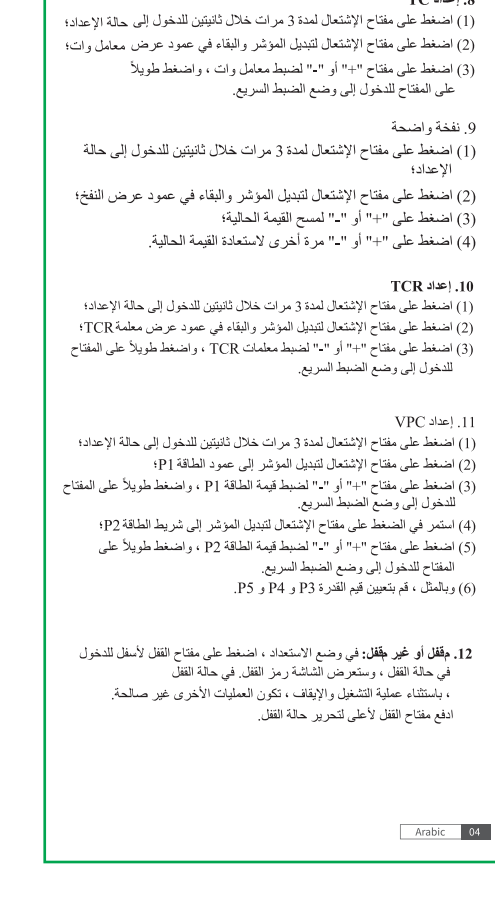 8. إعداد TC
(1) اضغط على مفتاح الإشتعال لمدة 3 مرات خلال ثانيتين للدخول إلى حالة الإعداد؛
(2) اضغط على مفتاح الإشتعال لتبديل المؤشر والبقاء في عمود عرض معامل وات؛
(3) اضغط على مفتاح "+" أو "-" لضبط معامل وات ، واضغط طويلاً
على المفتاح للدخول إلى وضع الضبط السريع.
9. نفخة واضحة
(1) اضغط على مفتاح الإشتعال لمدة 3 مرات خلال ثانيتين للدخول إلى حالة
الإعداد؛
(2) اضغط على مفتاح الإشتعال لتبديل المؤشر والبقاء في عمود عرض النفخ؛
(3) اضغط على "+" أو "-" لمسح القيمة الحالية؛
(4) اضغط على "+" أو "-" مرة أخرى لاستعادة القيمة الحالية.
10. إعداد TCR
(1) اضغط على مفتاح الإشتعال لمدة 3 مرات خلال ثانيتين للدخول إلى حالة الإعداد؛
(2) اضغط على مفتاح الإشتعال لتبديل المؤشر والبقاء في عمود عرض معلمة TCR؛
(3) اضغط على مفتاح "+" أو "-" لضبط معلمات TCR ، واضغط طويلاً على المفتاح
للدخول إلى وضع الضبط السريع.
11. إعداد VPC
(1) اضغط على مفتاح الإشتعال لمدة 3 مرات خلال ثانيتين للدخول إلى حالة الإعداد؛
(2) اضغط على مفتاح الإشتعال لتبديل المؤشر إلى عمود الطاقة P1؛
(3) اضغط على مفتاح "+" أو "-" لضبط قيمة الطاقة P1 ، واضغط طويلاً على المفتاح
للدخول إلى وضع الضبط السريع.
(4) استمر في الضغط على مفتاح الإشتعال لتبديل المؤشر إلى شريط الطاقة P2؛
(5) اضغط على مفتاح "+" أو "-" لضبط قيمة الطاقة P2 ، واضغط طويلاً على
المفتاح للدخول إلى وضع الضبط السريع.
(6) وبالمثل ، قم بتعيين قيم القدرة P3 و P4 و P5.
12. مقفل أو غير مقفل: في وضع الاستعداد ، اضغط على مفتاح القفل لأسفل للدخول
في حالة القفل ، وستعرض الشاشة رمز القفل. في حالة القفل
، باستثناء عملية التشغيل والإيقاف ، تكون العمليات الأخرى غير صالحة.
ادفع مفتاح القفل لأعلى لتحرير حالة القفل.
Arabic 04